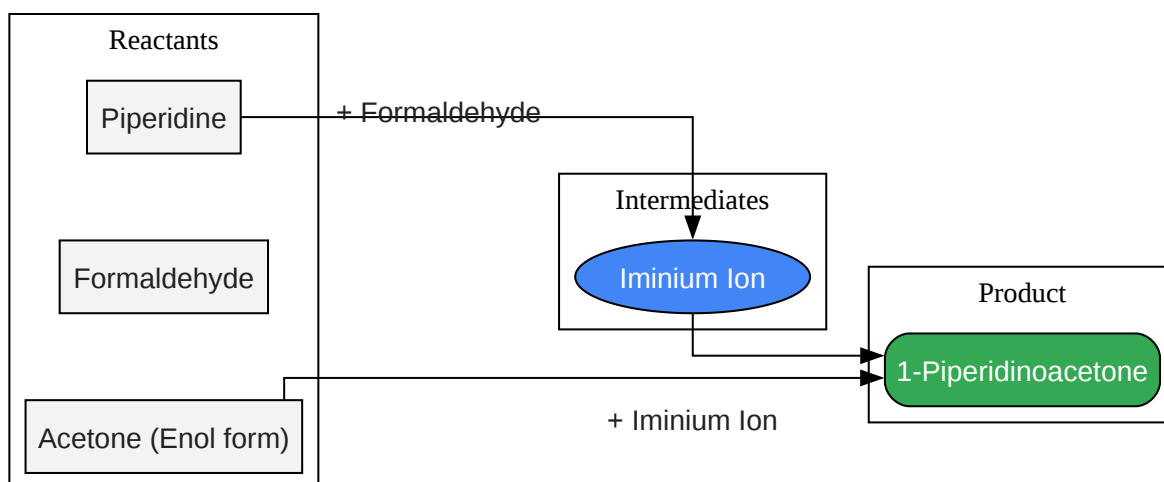 Reactants
Piperidine
+ Formaldehyde
Intermediates
Formaldehyde
Iminium Ion
Product
1-Piperidinoacetone
Acetone (Enol form)
+ Iminium Ion